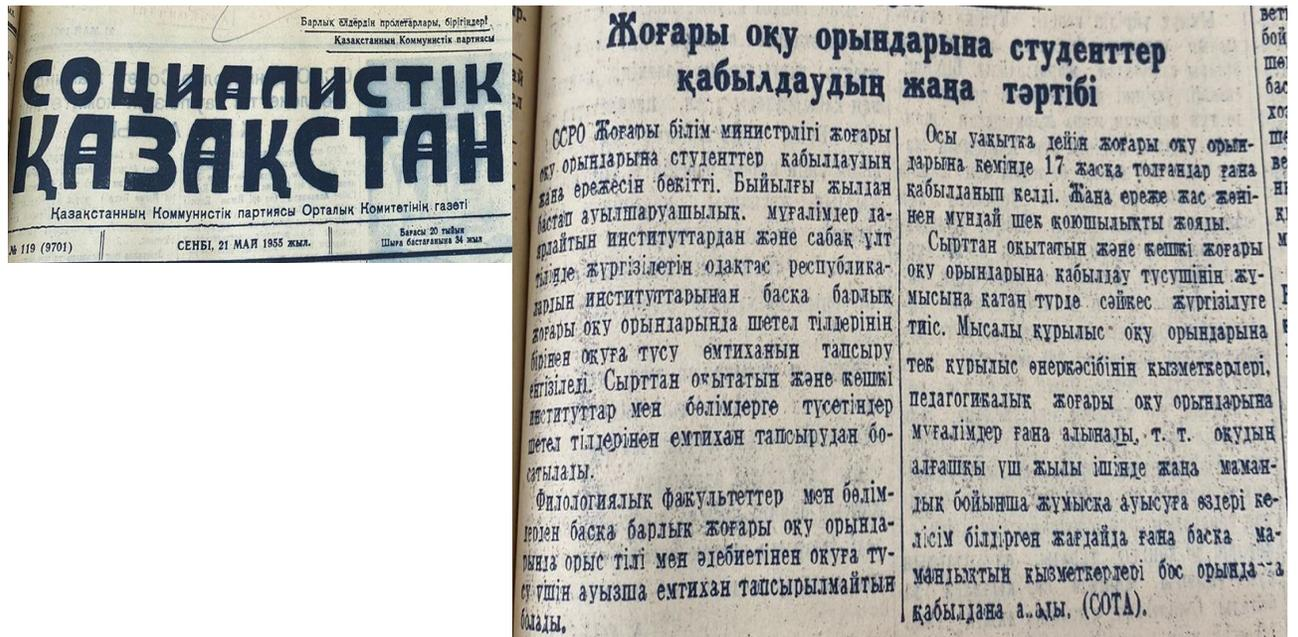 Барлық елдердің пролетарлары, бірігіңдер!
Қазақстанның Коммунистік партиясы
СОЦИАЛИСТІК
ҚАЗАҚСТАН
Қазақстанның Коммунистік партиясы Орталық Комитетінің газеті
№ 119 (9701)
СЕНБІ, 21 МАЙ 1955 жыл.
Бағасы 20 тыйын
Шыға бастағанына 34 жыл
Жоғары оқу орындарына студенттер
қабылдаудың жаңа тәртібі
ССРО Жоғары білім министрлігі жоғары
оқу орындарына студенттер қабылдаудың
жаңа ережесін бекітті. Быйылғы жылдан
бастап ауылшаруашылық, мұғалімдер да-
ярлайтын институттардан және сабақ ұлт
тілінде жүргізілетін одақтас республика-
лардың институттарынан басқа барлық
жоғары оқу орындарында шетел тілдерінің
бірінен оқуға түсу емтиханын тапсыру
енгізіледі. Сырттан оқытатын және кешкі
институттар мен бөлімдерге түсетіндер
шетел тілдерінен емтихан тапсырудан бо-
сатылады.
Филологиялық факультеттер мен бөлім-
дерден басқа барлық жоғары оқу орында-
рында орыс тілі мен әдебиетінен оқуға тү-
су үшін ауызша емтихан тапсырылмайтын
болады.
Осы уақытқа дейін жоғары оқу орын-
дарына кемінде 17 жасқа толғандар ғана
қабылданып келді. Жаңа ереже жас жөні-
нен мұндай шек қоюшылықты жояды.
Сырттан оқытатын және кешкі жоғары
оқу орындарына қабылдау түсушінің жұ-
мысына қатаң түрде сәйкес жүргізілуге
тиіс. Мысалы құрылыс оқу орындарына
тек құрылыс өнеркәсібінің қызметкерлері,
педагогикалық жоғары оқу орындарына
мұғалімдер ғана алынады, т. т. оқудың
алғашқы үш жылы ішінде жаңа маман-
дық бойынша жұмысқа ауысуға өздері ке-
лісім білдірген жағдайда ғана басқа ма-
мандықтың қызметкерлері бос орындарға
қабылдана алады. (СОТА).